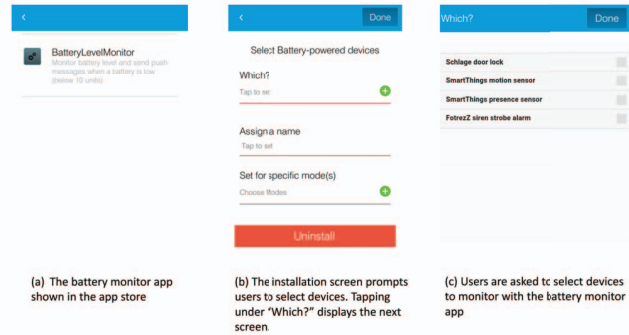 BatteryLevelMonitor
Monitor battery level and send push
messages when a battery is low
(below 10 units)
Done
Select Battery-powered devices
Which?
Tap to se
Assign a name
Tap to set
Set for specific mode(s)
Choose Modes
Uninstall
Which?
Done
Schlage door lock
SmartThings motion sensor
SmartThings presence sensor
FotrezZ siren strobe alarm
(a) The battery monitor app
shown in the app store
(b) The installation screen prompts
users to select devices. Tapping
under "Which?" displays the next
screen
(c) Users are asked to select devices
to monitor with the battery monitor
app